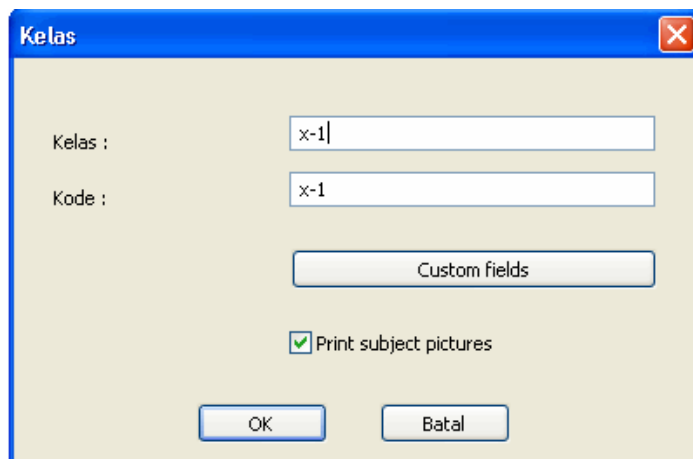 Kelas
Kelas : x-1
Kode : x-1
Custom fields
Print subject pictures
OK Batal